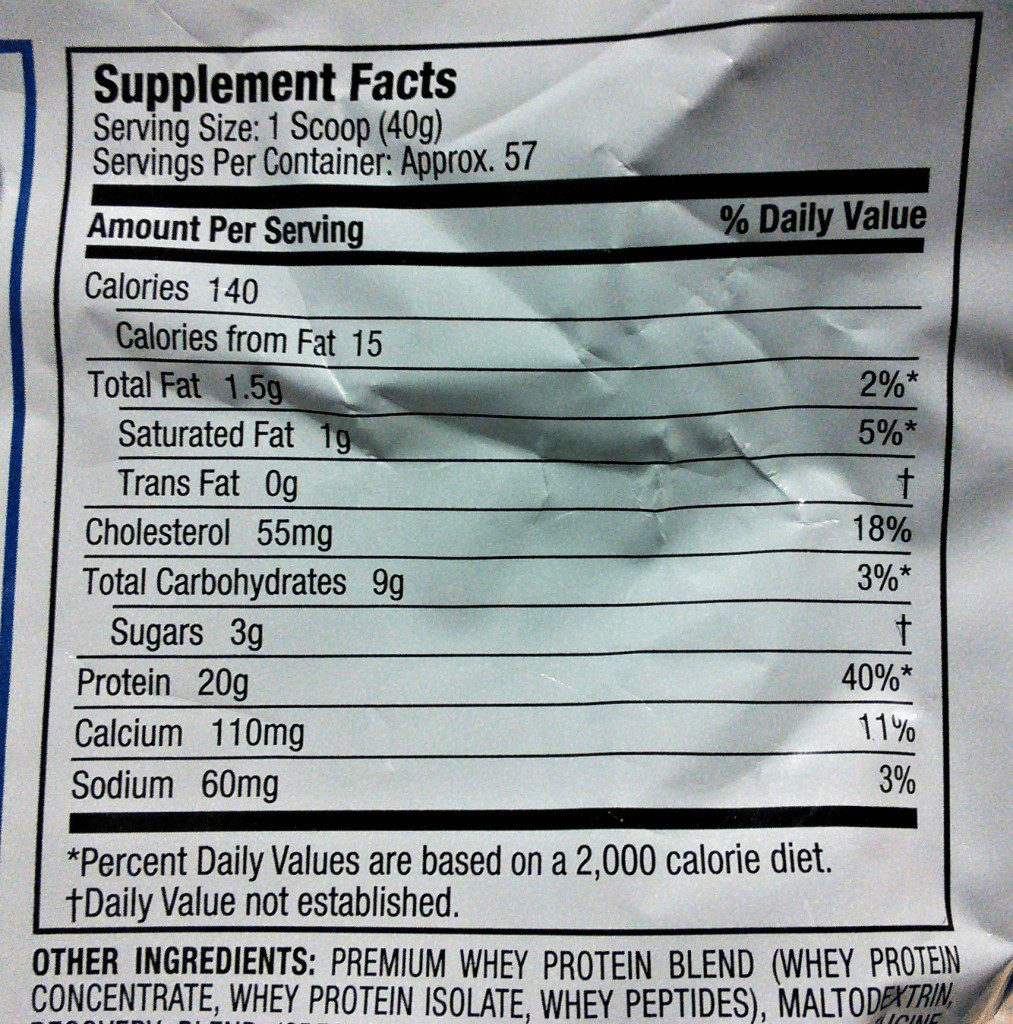 Supplement Facts
Serving Size: 1 Scoop (40g)
Servings Per Container: Approx. 57
Amount Per Serving % Daily Value
Calories 140
Calories from Fat 15
Total Fat 1.5g 2%*
Saturated Fat 1g 5%*
Trans Fat 0g †
Cholesterol 55mg 18%
Total Carbohydrates 9g 3%*
Sugars 3g †
Protein 20g 40%*
Calcium 110mg 11%
Sodium 60mg 3%
*Percent Daily Values are based on a 2,000 calorie diet.
†Daily Value not established.
OTHER INGREDIENTS: PREMIUM WHEY PROTEIN BLEND (WHEY PROTEIN
CONCENTRATE, WHEY PROTEIN ISOLATE, WHEY PEPTIDES), MALTODEXTRIN,